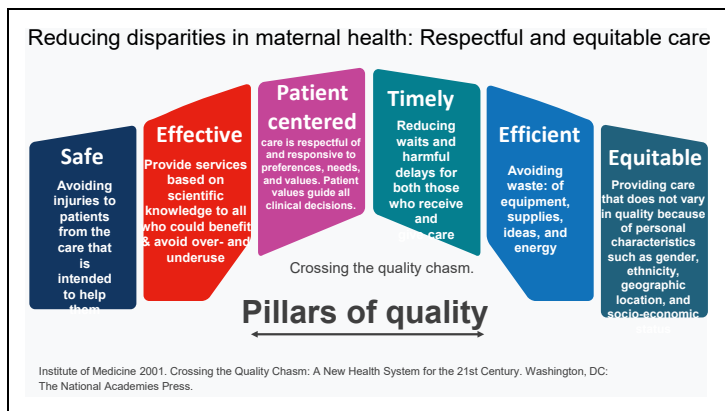 Reducing disparities in maternal health: Respectful and equitable care
Safe
Avoiding
injuries to
patients
from the
care that
is
intended
to help
them
Effective
Provide services
based on
scientific
knowledge to all
who could benefit
& avoid over- and
underuse
Patient
centered
care is respectful of
and responsive to
preferences, needs,
and values. Patient
values guide all
clinical decisions.
Timely
Reducing
waits and
harmful
delays for
both those
who receive
and
give care
Efficient
Avoiding
waste: of
equipment,
supplies,
ideas, and
energy
Equitable
Providing care
that does not vary
in quality because
of personal
characteristics
such as gender,
ethnicity,
geographic
location, and
socio-economic
status
Crossing the quality chasm.
Pillars of quality
Institute of Medicine 2001. Crossing the Quality Chasm: A New Health System for the 21st Century. Washington, DC:
The National Academies Press.